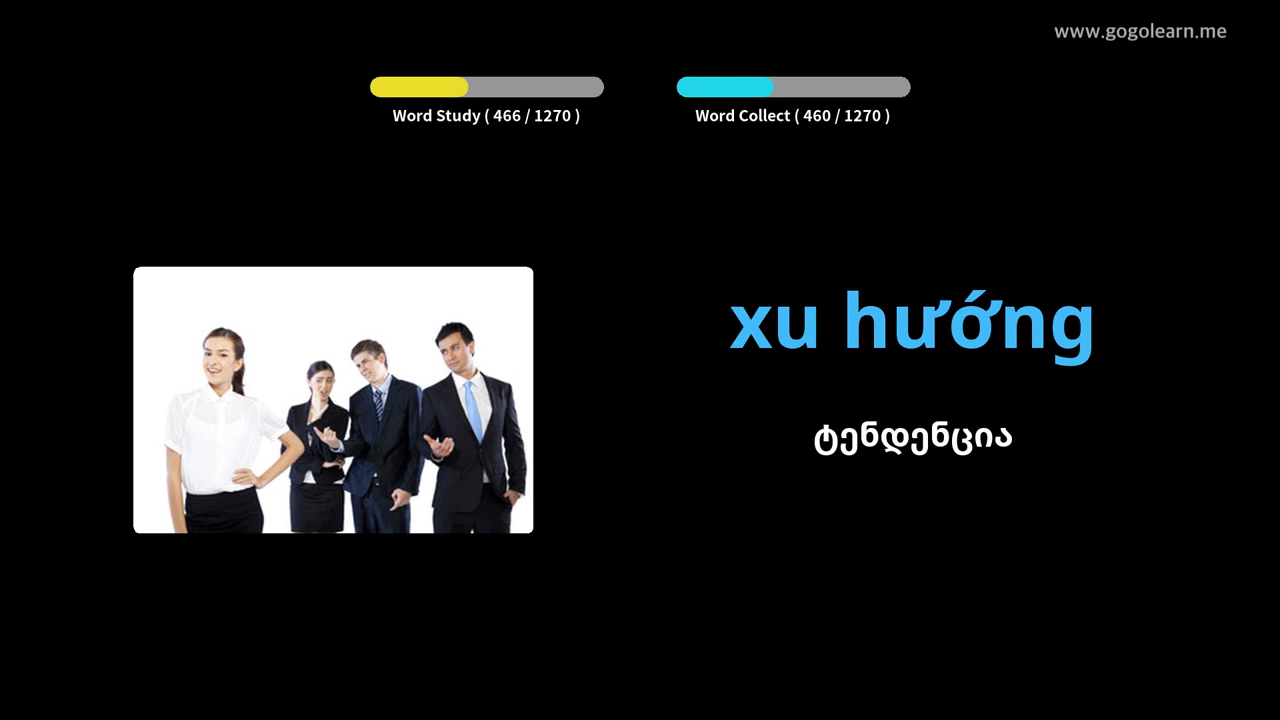 www.gogolearn.me
Word Study ( 466 / 1270 )
Word Collect ( 460 / 1270 )
xu hướng
ტენდენცია